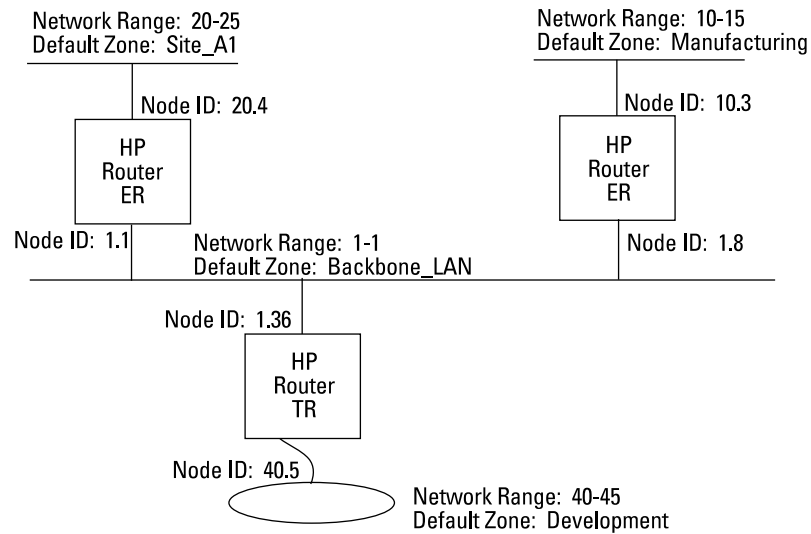 Network Range: 20-25
Default Zone: Site_A1
Network Range: 10-15
Default Zone: Manufacturing
Node ID: 20.4
Node ID: 10.3
HP
Router
ER
HP
Router
ER
Node ID: 1.1
Network Range: 1-1
Default Zone: Backbone_LAN
Node ID: 1.8
Node ID: 1.36
HP
Router
TR
Node ID: 40.5
Network Range: 40-45
Default Zone: Development